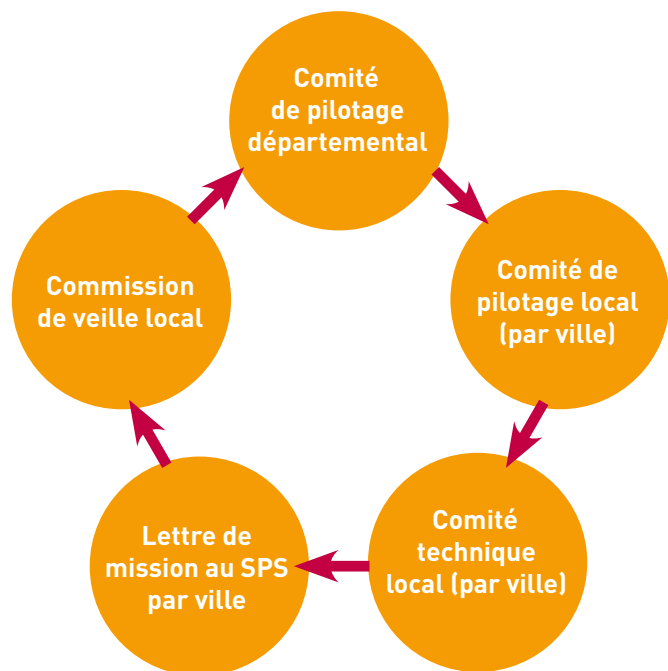 Comité
de pilotage
départemental
Comité de
pilotage local
(par ville)
Comité
technique
local (par ville)
Lettre de
mission au SPS
par ville
Commission
de veille local